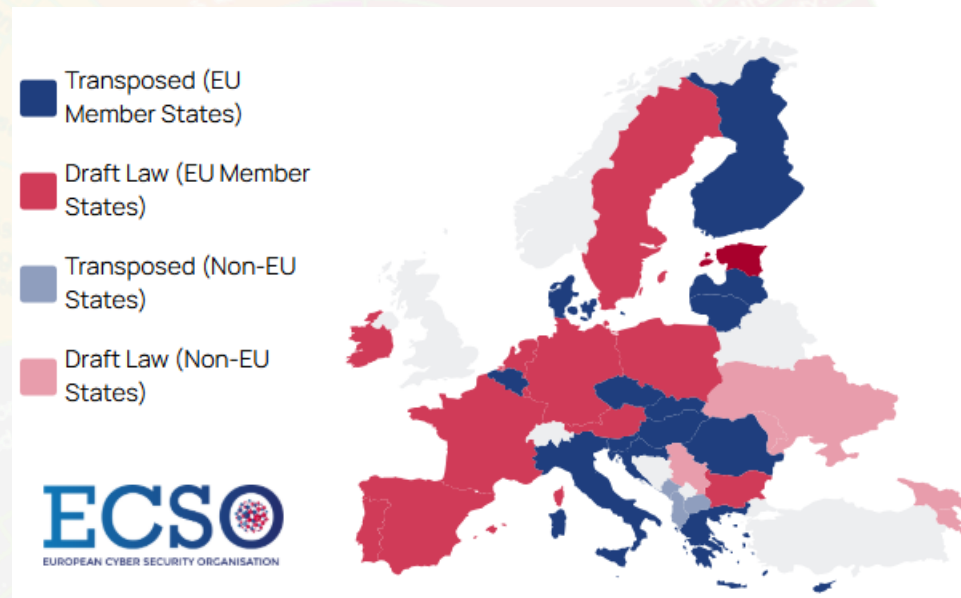 Transposed (EU
Member States)
Draft Law (EU Member
States)
Transposed (Non-EU
States)
Draft Law (Non-EU
States)
ECSO
EUROPEAN CYBER SECURITY ORGANISATION